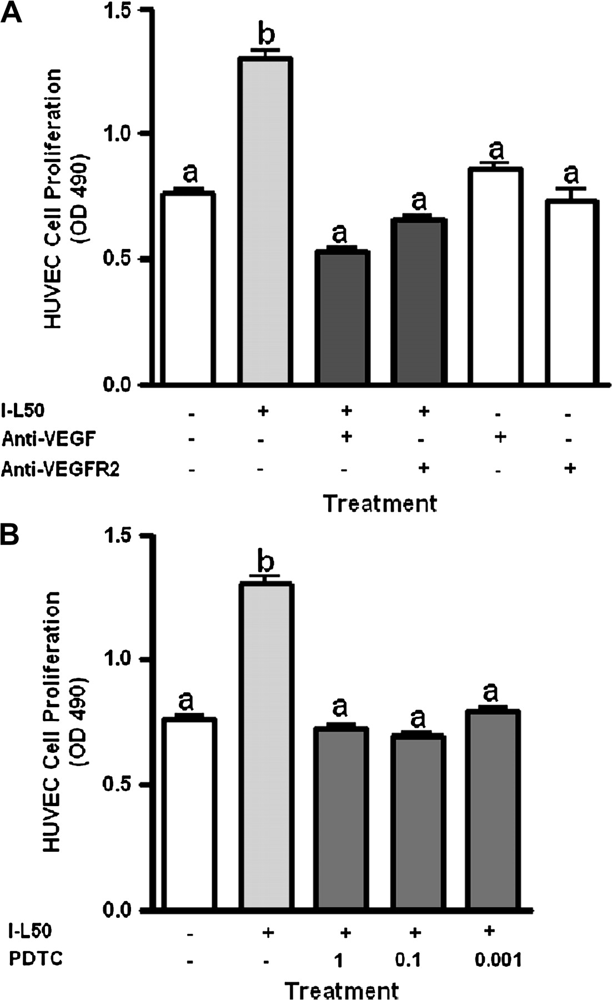 A
HUVEC Cell Proliferation
(OD 490)
1.5
1.0
0.5
0.0
a
b
a
a
a
a
I-L50 - + + + - -
Anti-VEGF - - + - + -
Anti-VEGFR2 - - - + - +
Treatment
B
HUVEC Cell Proliferation
(OD 490)
1.5
1.0
0.5
0.0
a
b
a
a
a
I-L50 - + + + +
PDTC - - 1 0.1 0.001
Treatment